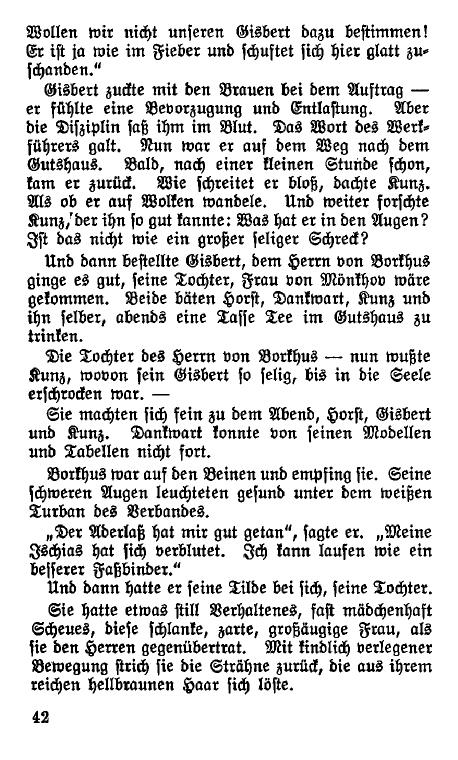 Wollen wir nicht unseren Gisbert dazu bestimmen!
Er ist ja wie im Fieber und schuftet sich hier glatt zu-
schanden.“
Gisbert zuckte mit den Brauen bei dem Auftrag —
er fühlte eine Bevorzugung und Entlastung. Aber
die Disziplin saß ihm im Blut. Das Wort des Werk-
führers galt. Nun war er auf dem Weg nach dem
Gutshaus. Bald, nach einer kleinen Stunde schon,
kam er zurück. Wie schreitet er bloß, dachte Kunz.
Als ob er auf Wolken wandele. Und weiter forschte
Kunz, der ihn so gut kannte: Was hat er in den Augen?
Ist das nicht wie ein großer seliger Schreck?
Und dann bestellte Gisbert, dem Herrn von Borkhus
ginge es gut, seine Tochter, Frau von Mönkhov wäre
gekommen. Beide bäten Horst, Dankwart, Kunz und
ihn selber, abends eine Tasse Tee im Gutshaus zu
trinken.
Die Tochter des Herrn von Borkhus — nun wußte
Kunz, wovon sein Gisbert so selig, bis in die Seele
erschrocken war. —
Sie machten sich fein zu dem Abend, Horst, Gisbert
und Kunz. Dankwart konnte von seinen Modellen
und Tabellen nicht fort.
Borkhus war auf den Beinen und empfing sie. Seine
schweren Augen leuchteten gesund unter dem weißen
Turban des Verbandes.
„Der Aderlaß hat mir gut getan“, sagte er. „Meine
Ischias hat sich verblutet. Ich kann laufen wie ein
besserer Faßbinder.“
Und dann hatte er seine Tilde bei sich, seine Tochter.
Sie hatte etwas still Verhaltenes, fast mädchenhaft
Scheues, diese schlanke, zarte, großäugige Frau, als
sie den Herren gegenübertrat. Mit kindlich verlegener
Bewegung strich sie die Strähne zurück, die aus ihrem
reichen hellbraunen Haar sich löste.
42